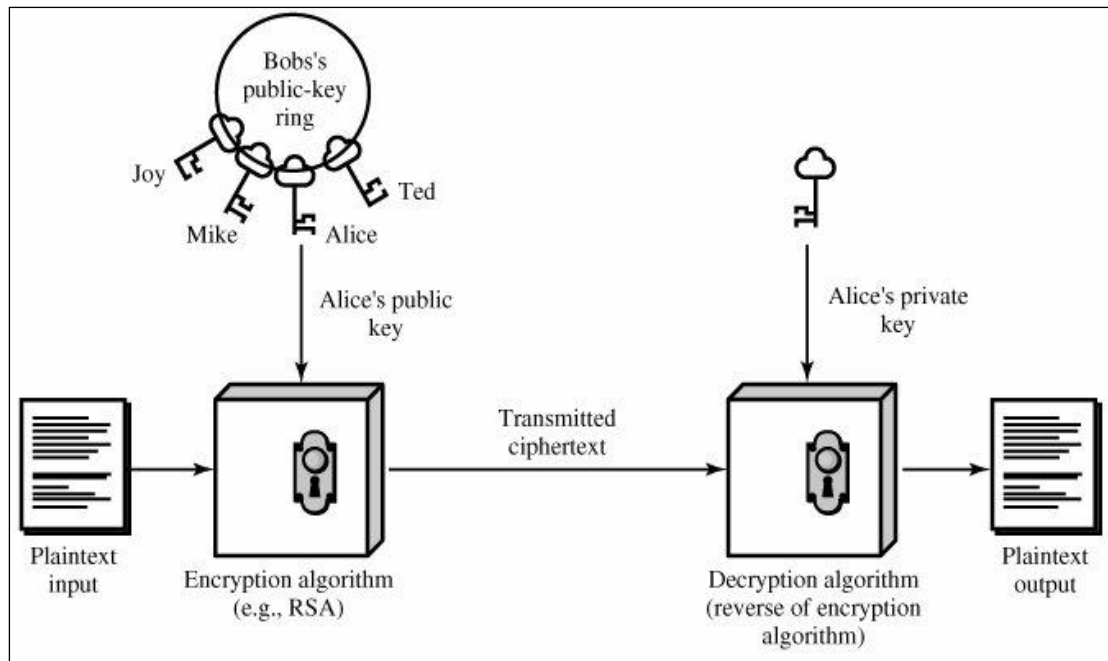 Bobs's
public-key
ring
Joy
Mike
Alice
Ted
Alice's public
key
Alice's private
key
Transmitted
ciphertext
Plaintext
input
Encryption algorithm
(e.g., RSA)
Decryption algorithm
(reverse of encryption
algorithm)
Plaintext
output